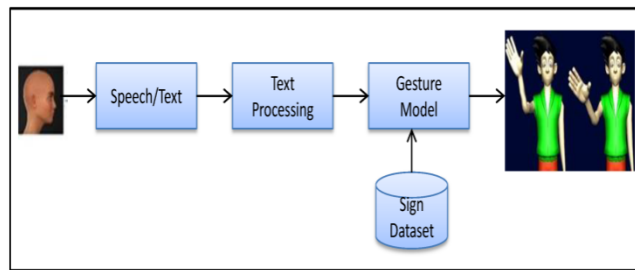 Speech/Text
Text
Processing
Gesture
Model
Sign
Dataset